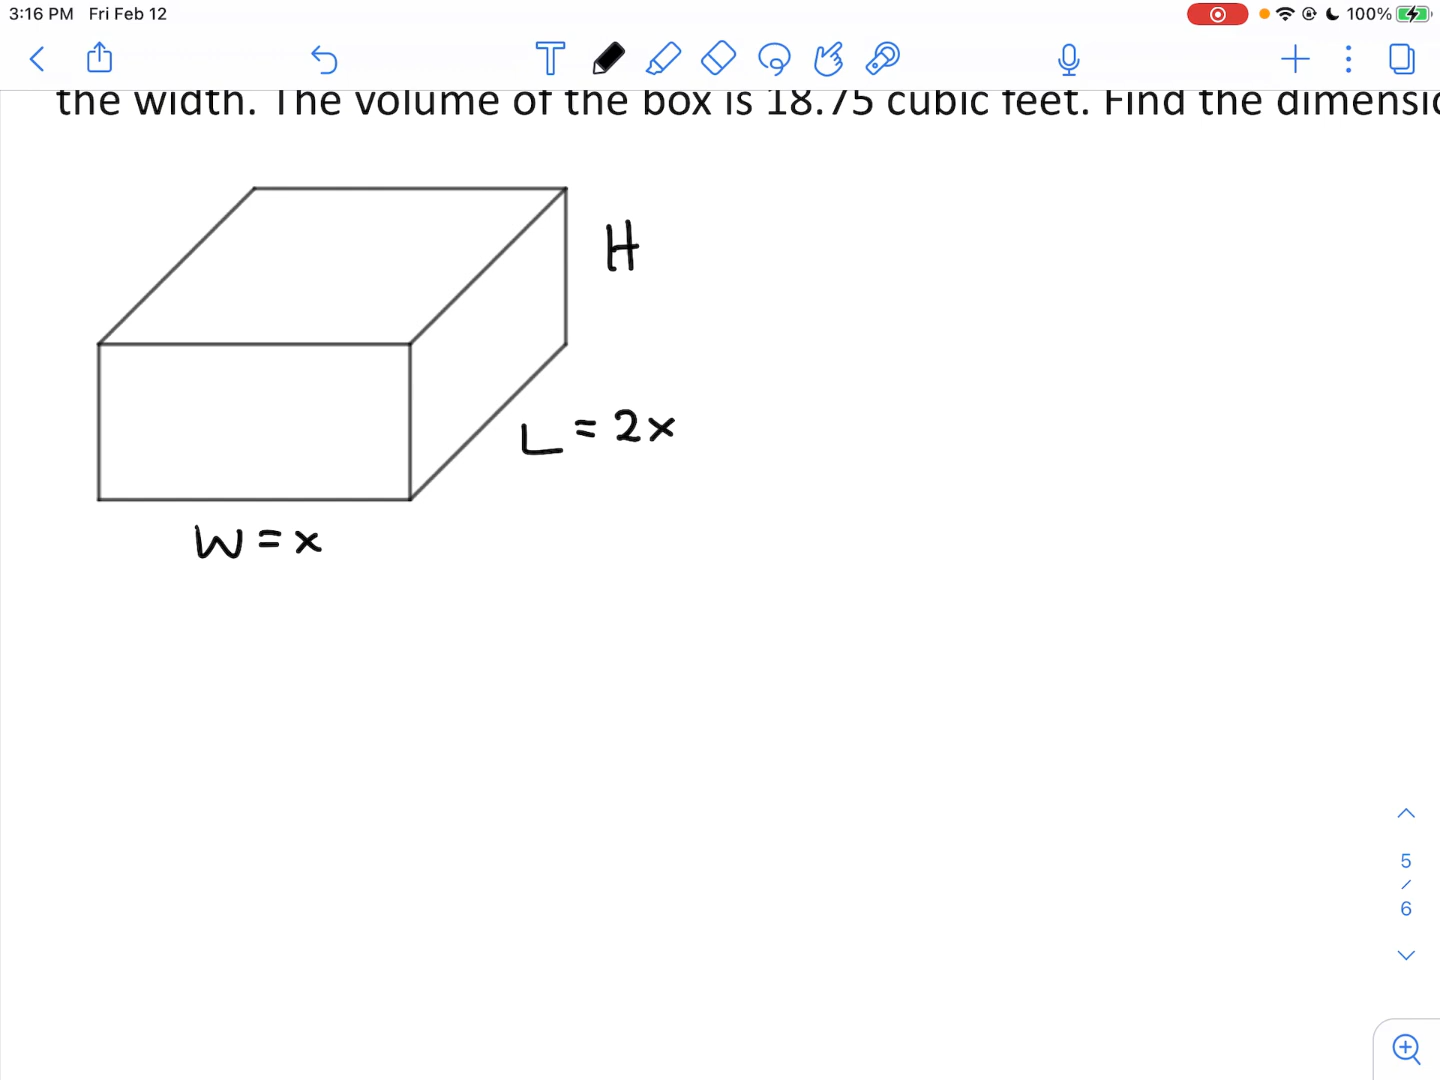 3:16 PM Fri Feb 12
100%
the width. The volume of the box is 18.75 cubic feet. Find the dimensio
H
L = 2x
W = x
5
/
6